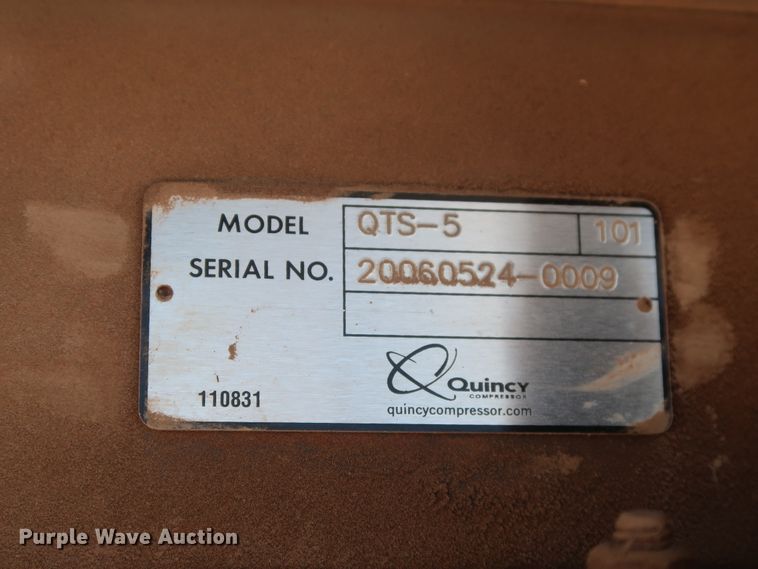 MODEL QTS-5 101
SERIAL NO. 20060524-0009
Quincy
COMPRESSOR
110831 quincycompressor.com
Purple Wave Auction®